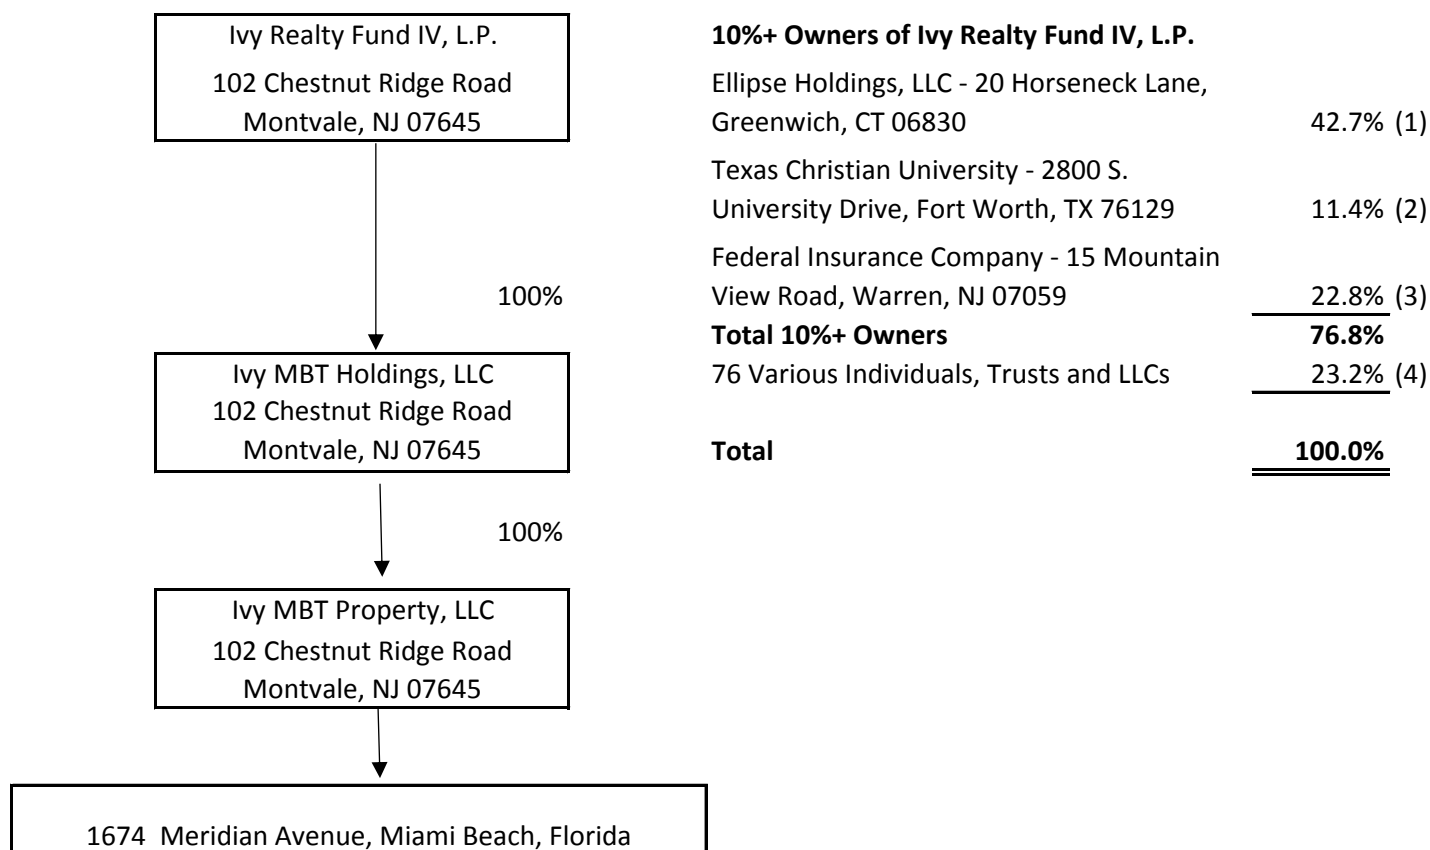 Ivy Realty Fund IV, L.P.
102 Chestnut Ridge Road
Montvale, NJ 07645
100%
Ivy MBT Holdings, LLC
102 Chestnut Ridge Road
Montvale, NJ 07645
100%
Ivy MBT Property, LLC
102 Chestnut Ridge Road
Montvale, NJ 07645
1674 Meridian Avenue, Miami Beach, Florida
10%+ Owners of Ivy Realty Fund IV, L.P.
Ellipse Holdings, LLC - 20 Horseneck Lane,
Greenwich, CT 06830 42.7% (1)
Texas Christian University - 2800 S.
University Drive, Fort Worth, TX 76129 11.4% (2)
Federal Insurance Company - 15 Mountain
View Road, Warren, NJ 07059 22.8% (3)
Total 10%+ Owners 76.8%
76 Various Individuals, Trusts and LLCs 23.2% (4)
Total 100.0%